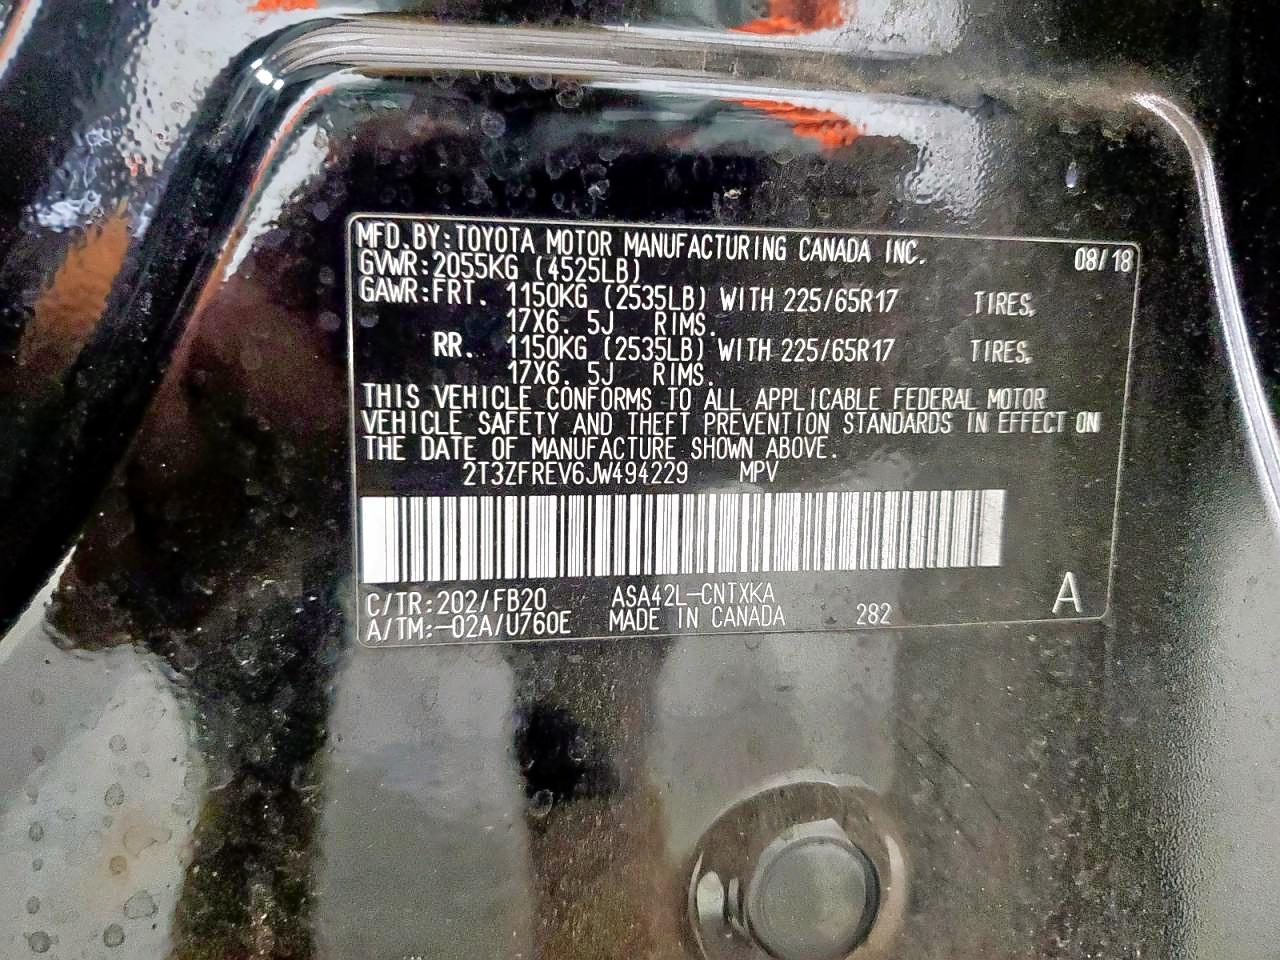 MFD.BY:TOYOTA MOTOR MANUFACTURING CANADA INC. 08/18
GVWR:2055KG (4525LB)
GAWR:FRT. 1150KG (2535LB) WITH 225/65R17 TIRES,
17X6. 5J RIMS.
RR. 1150KG (2535LB) WITH 225/65R17 TIRES,
17X6. 5J RIMS.
THIS VEHICLE CONFORMS TO ALL APPLICABLE FEDERAL MOTOR
VEHICLE SAFETY AND THEFT PREVENTION STANDARDS IN EFFECT ON
THE DATE OF MANUFACTURE SHOWN ABOVE.
2T3ZFREV6JW494229 MPV
C/TR:202/FB20 ASA42L-CNTXKA
A/TM:-02A/U760E MADE IN CANADA 282 A